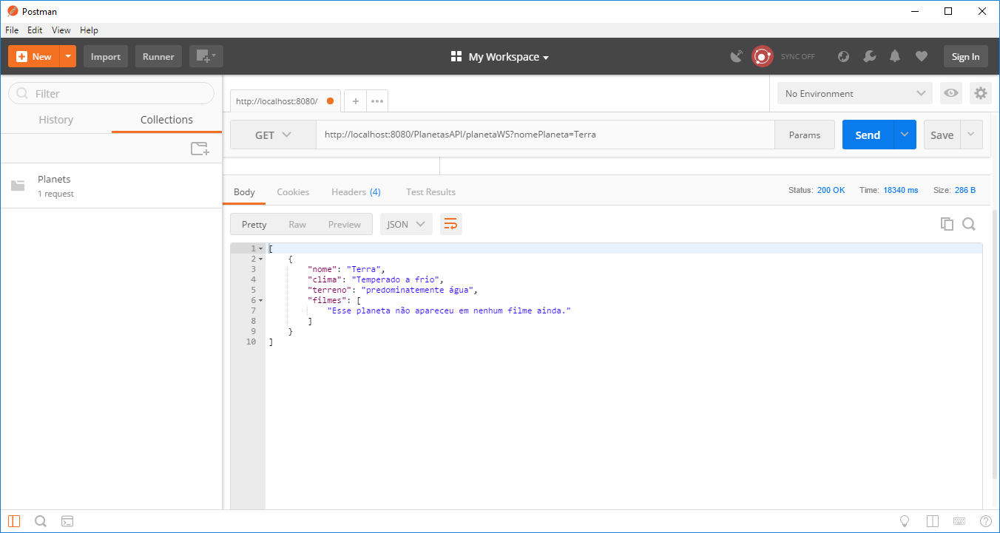 Postman
File Edit View Help
New Import Runner My Workspace SYNC OFF Sign In
Filter
History Collections
Planets
1 request
http://localhost:8080/ + ••• No Environment
GET http://localhost:8080/PlanetasAPI/planetaWS?nomePlaneta=Terra Params Send Save
Body Cookies Headers (4) Test Results Status: 200 OK Time: 18340 ms Size: 286 B
Pretty Raw Preview JSON
1 [
2 {
3 "nome": "Terra",
4 "clima": "Temperado a frio",
5 "terreno": "predominatemente água",
6 "filmes": [
7 "Esse planeta não apareceu em nenhum filme ainda."
8 ]
9 }
10 ]